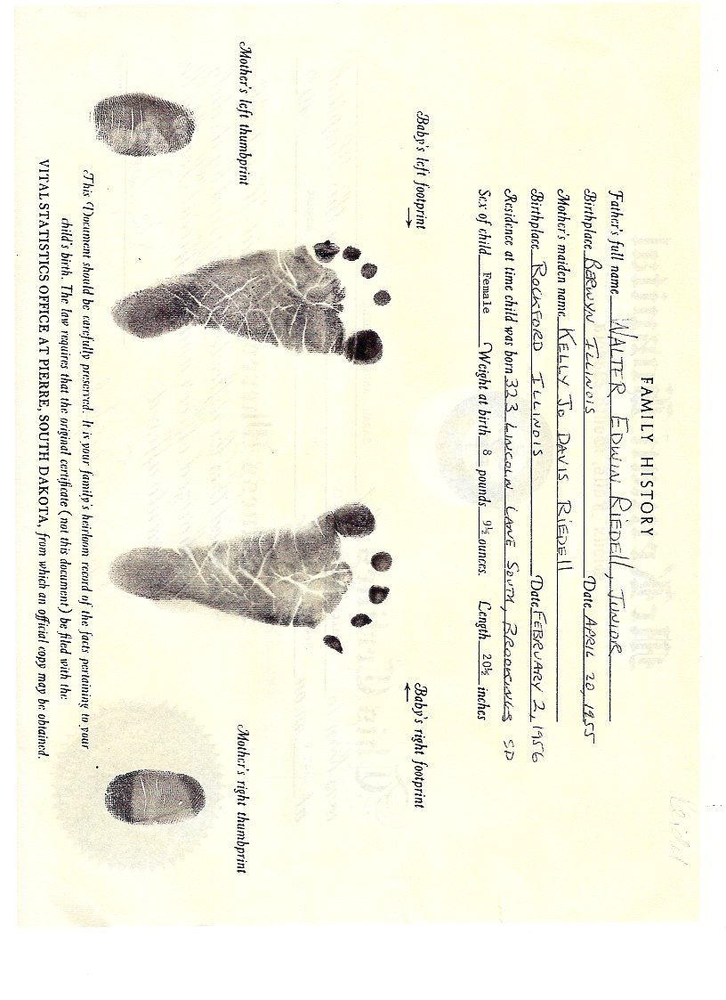 FAMILY HISTORY
Father's full name WALTER EDWIN RIEDEll, JUNIOR
Birthplace BERWYN ILLINOIS Date APRIL 20, 1955
Mother's maiden name KELLY JO DAVIS RIEDEll
Birthplace ROCKFORD ILLINOIS Date FEBRUARY 2, 1956
Residence at time child was born 323 LINCOLN LANE SOUTH, BROOKINGS SD
Sex of child Female Weight at birth 8 pounds 9½ ounces. Length 20½ inches
Baby's left footprint → ← Baby's right footprint
Mother's left thumbprint Mother's right thumbprint
This Document should be carefully preserved. It is your family's heirloom record of the facts pertaining to your
child's birth. The law requires that the original certificate (not this document) be filed with the
VITAL STATISTICS OFFICE AT PIERRE, SOUTH DAKOTA, from which an official copy may be obtained.